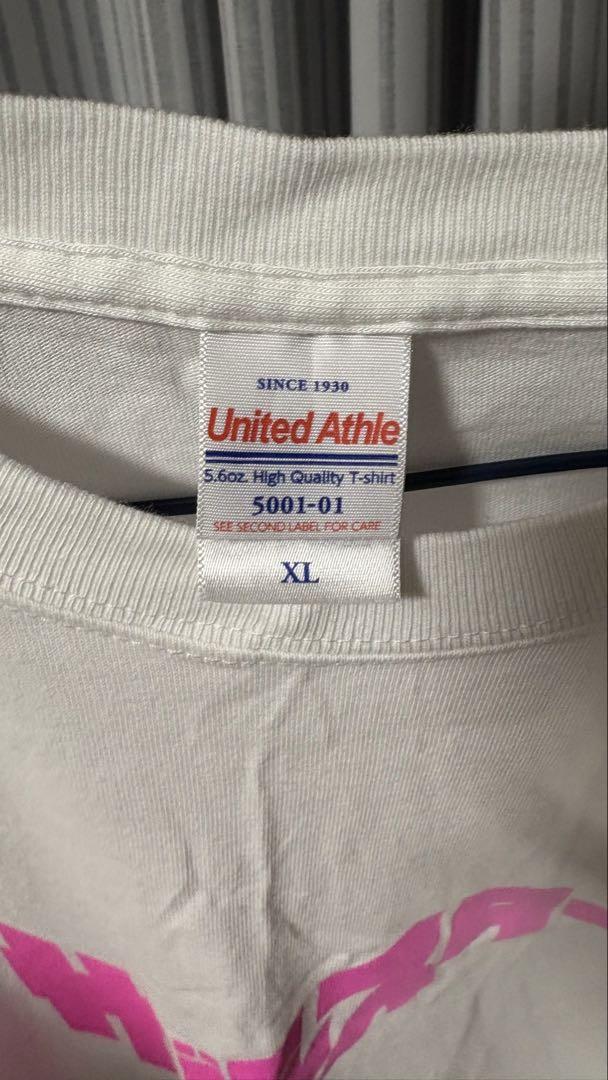 SINCE 1930
United Athle
5.6oz. High Quality T-shirt
5001-01
SEE SECOND LABEL FOR CARE
XL